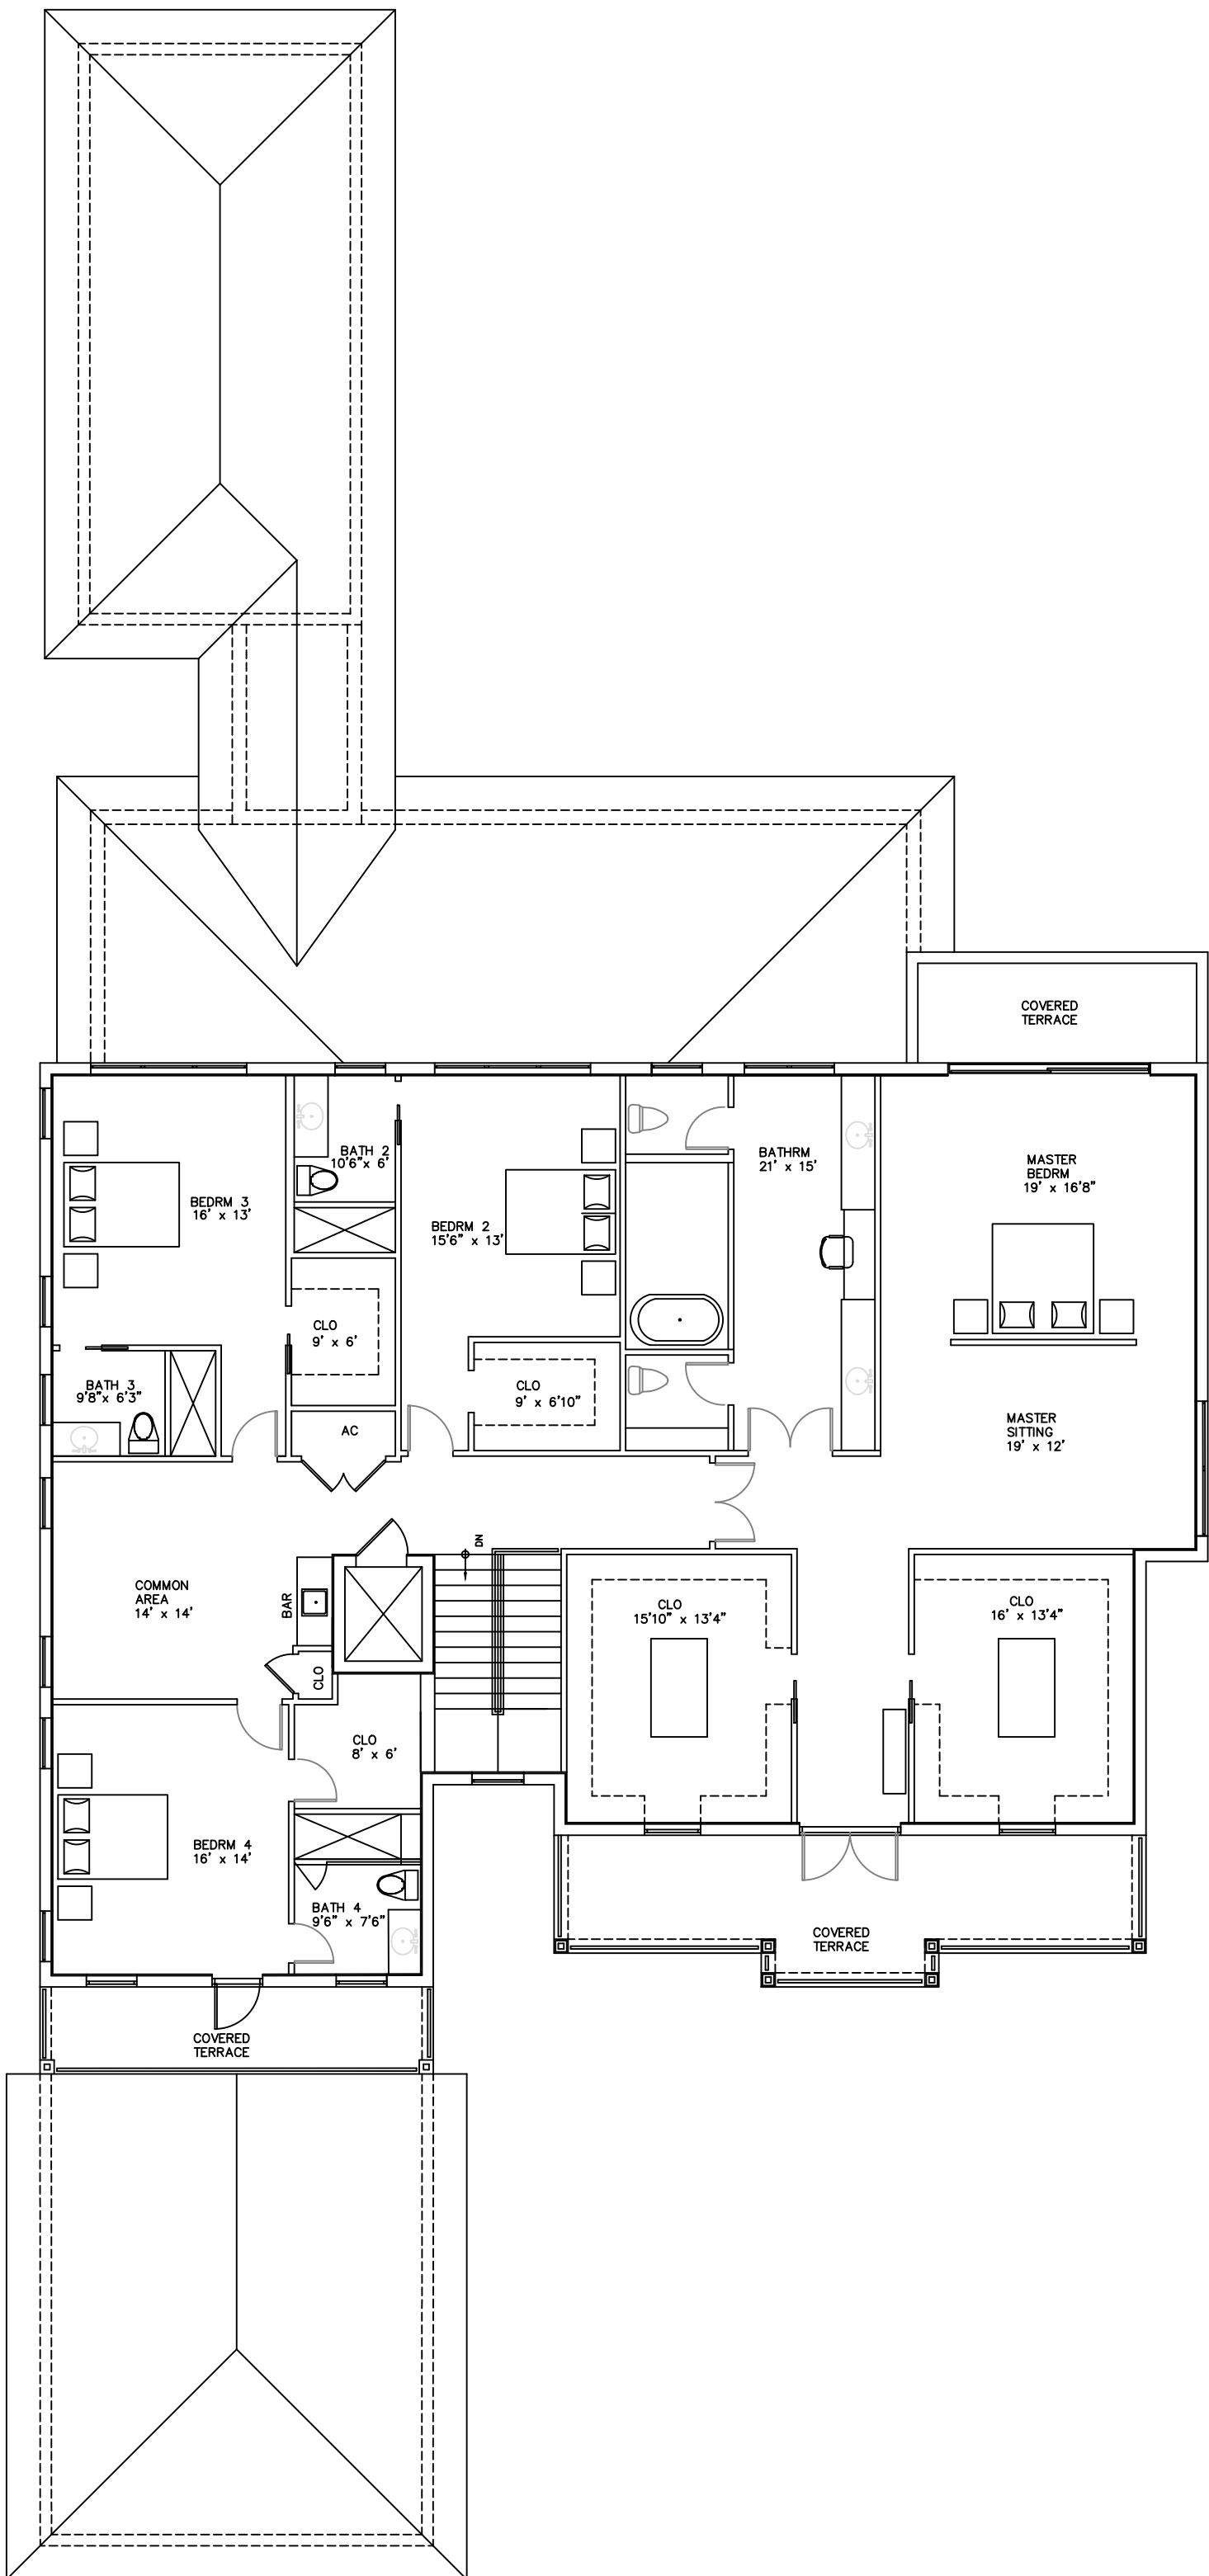 COVERED
TERRACE
BATH 2
10'6"x 6'
BATHRM
21' x 15'
MASTER
BEDRM
19' x 16'8"
BEDRM 3
16' x 13'
BEDRM 2
15'6" x 13'
CLO
9' x 6'
BATH 3
9'8"x 6'3"
CLO
9' x 6'10"
MASTER
SITTING
19' x 12'
AC
DN
COMMON
AREA
14' x 14'
BAR
CLO
15'10" x 13'4"
CLO
16' x 13'4"
CLO
CLO
8' x 6'
BEDRM 4
16' x 14'
BATH 4
9'6" x 7'6"
COVERED
TERRACE
COVERED
TERRACE